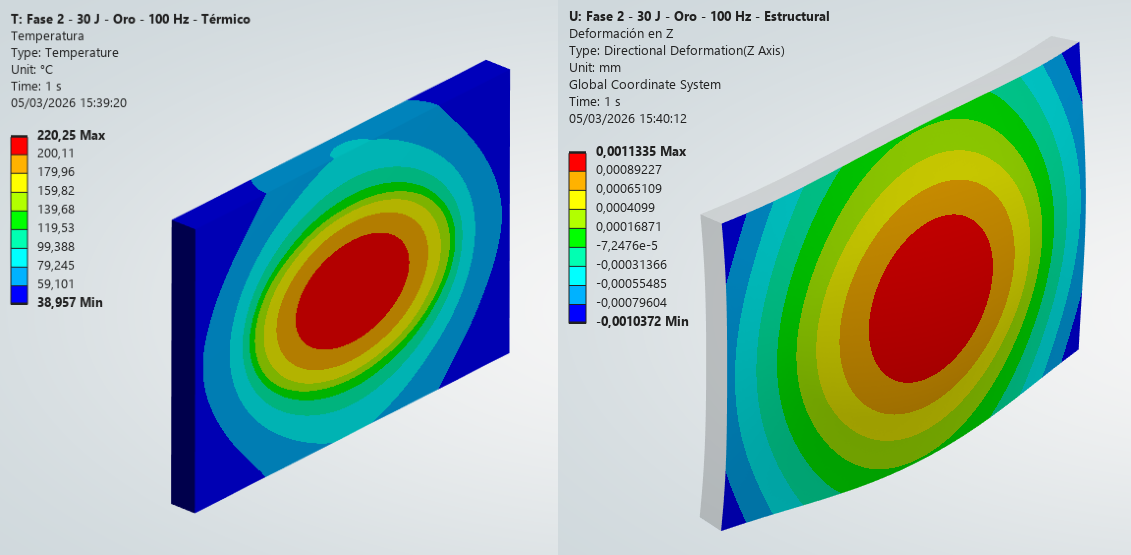 T: Fase 2 - 30 J - Oro - 100 Hz - Térmico
Temperatura
Type: Temperature
Unit: °C
Time: 1 s
05/03/2026 15:39:20
220,25 Max
200,11
179,96
159,82
139,68
119,53
99,388
79,245
59,101
38,957 Min
U: Fase 2 - 30 J - Oro - 100 Hz - Estructural
Deformación en Z
Type: Directional Deformation(Z Axis)
Unit: mm
Global Coordinate System
Time: 1 s
05/03/2026 15:40:12
0,0011335 Max
0,00089227
0,00065109
0,0004099
0,00016871
-7,2476e-5
-0,00031366
-0,00055485
-0,00079604
-0,0010372 Min